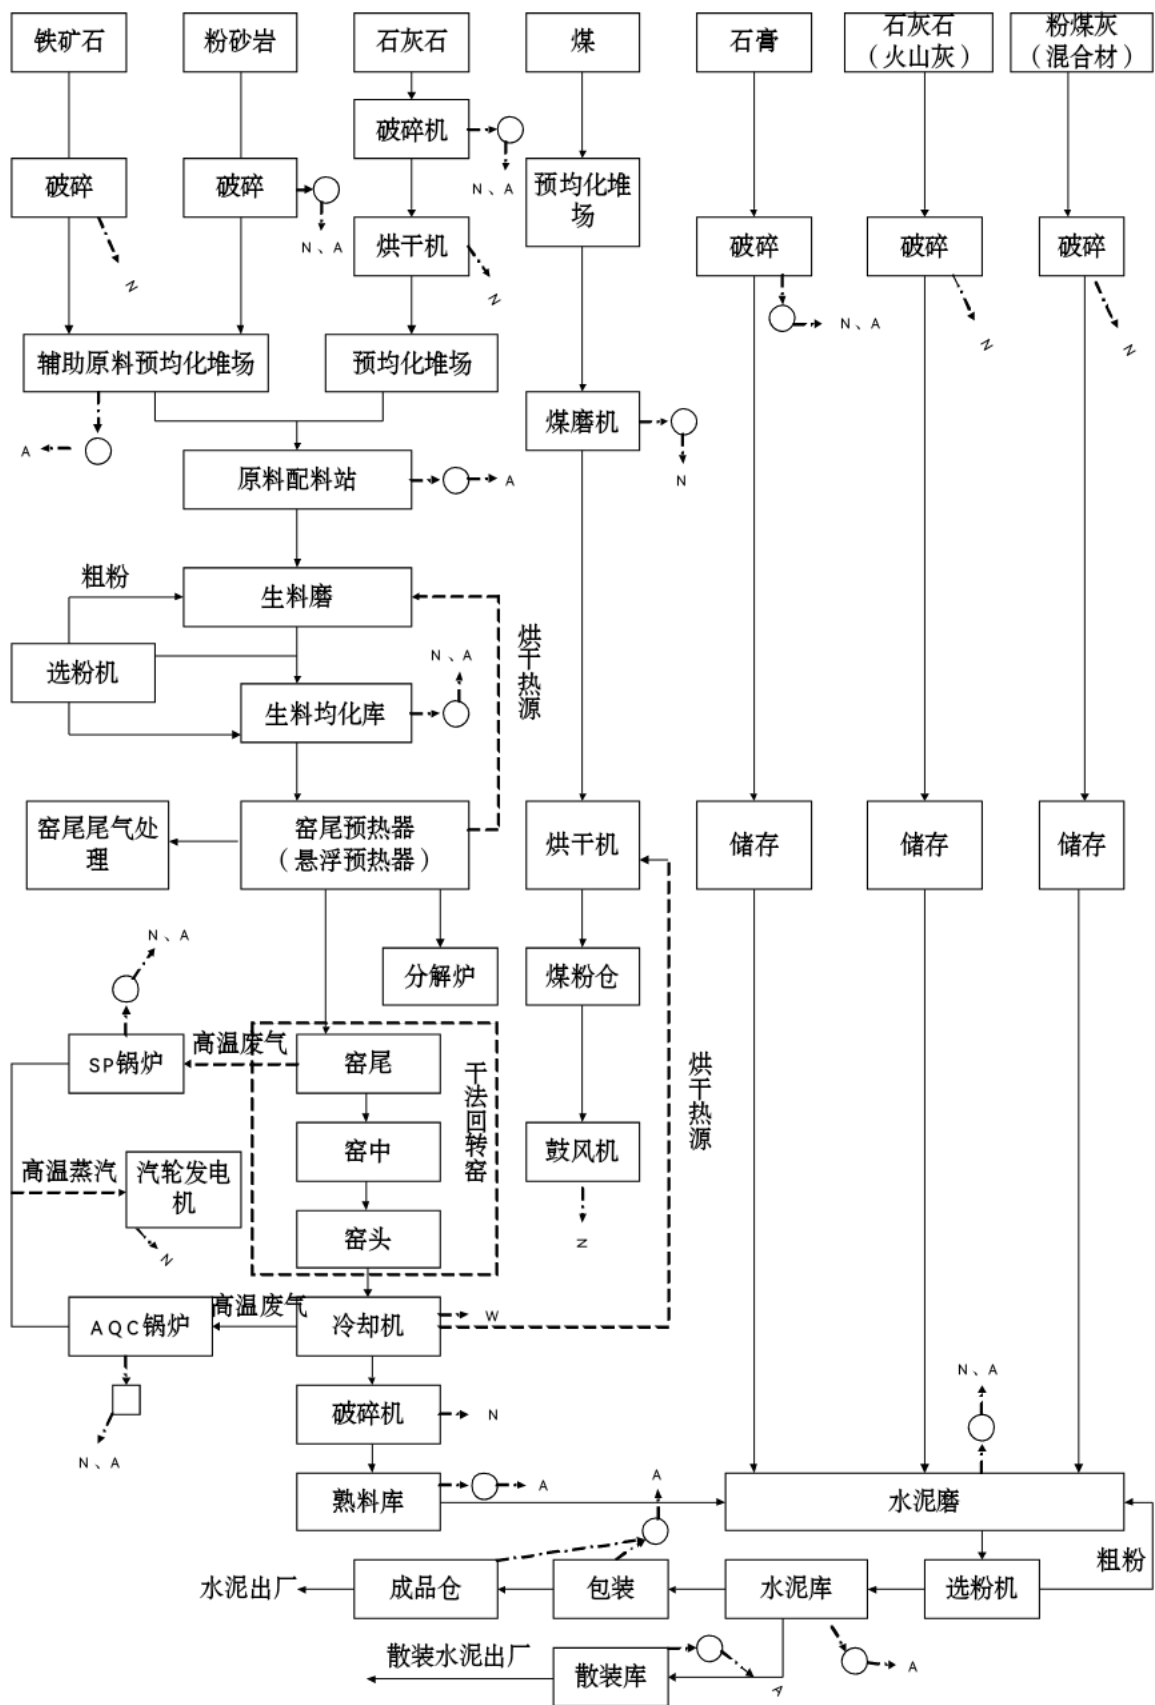 铁矿石
粉砂岩
石灰石
煤
石膏
石灰石
（火山灰）
粉煤灰
（混合材）
破碎机
N、A
破碎
破碎
N、A
N
预均化堆
场
烘干机
N
破碎
N、A
破碎
N
破碎
N
辅助原料预均化堆场
预均化堆场
A
煤磨机
N
原料配料站
A
粗粉
生料磨
烘干热源
选粉机
N、A
生料均化库
窑尾尾气处
理
窑尾预热器
（悬浮预热器）
烘干机
储存
储存
储存
N、A
分解炉
煤粉仓
SP锅炉
高温废气
窑尾
干法回转窑
烘干热源
窑中
鼓风机
N
高温蒸汽
汽轮发电
机
N
窑头
AQC锅炉
高温废气
冷却机
W
N、A
破碎机
N
N、A
熟料库
A
A
水泥磨
粗粉
水泥出厂
成品仓
包装
水泥库
选粉机
A
散装水泥出厂
散装库
A